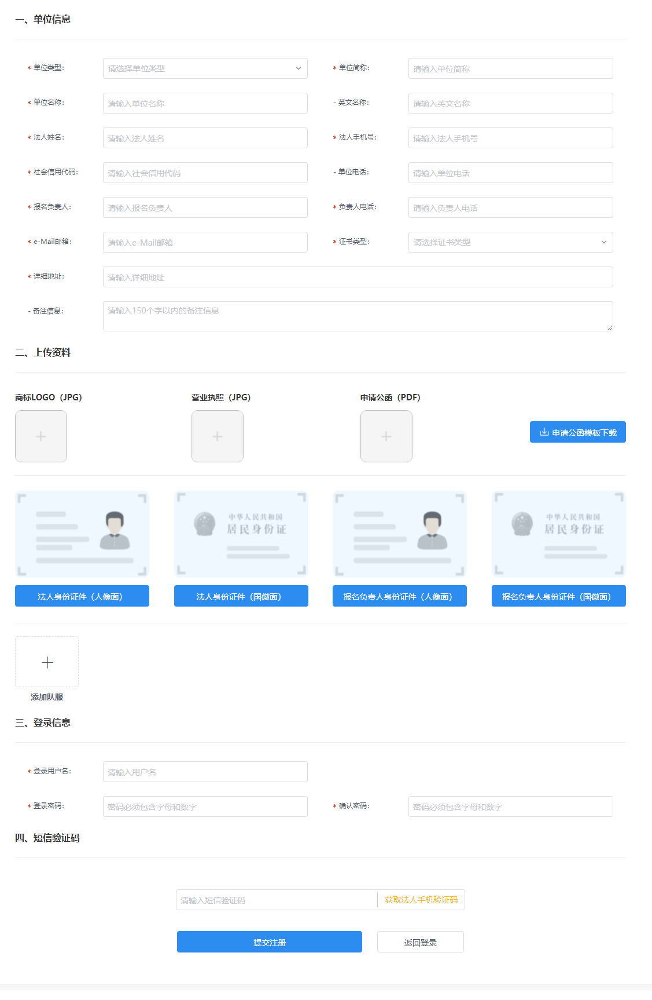 一、单位信息
* 单位类型： 请选择单位类型 * 单位简称： 请输入单位简称
* 单位名称： 请输入单位名称 - 英文名称： 请输入英文名称
* 法人姓名： 请输入法人姓名 * 法人手机号： 请输入法人手机号
* 社会信用代码： 请输入社会信用代码 - 单位电话： 请输入单位电话
* 报名负责人： 请输入报名负责人 * 负责人电话： 请输入负责人电话
* e-Mail邮箱： 请输入e-Mail邮箱 * 证书类型： 请选择证书类型
* 详细地址： 请输入详细地址
- 备注信息： 请输入150个字以内的备注信息
二、上传资料
商标LOGO（JPG） 营业执照（JPG） 申请公函（PDF）
申请公函模板下载
中华人民共和国 中华人民共和国
居民身份证 居民身份证
法人身份证件（人像面） 法人身份证件（国徽面） 报名负责人身份证件（人像面） 报名负责人身份证件（国徽面）
添加队服
三、登录信息
* 登录用户名： 请输入用户名
* 登录密码： 密码必须包含字母和数字 * 确认密码： 密码必须包含字母和数字
四、短信验证码
请输入短信验证码 获取法人手机验证码
提交注册 返回登录